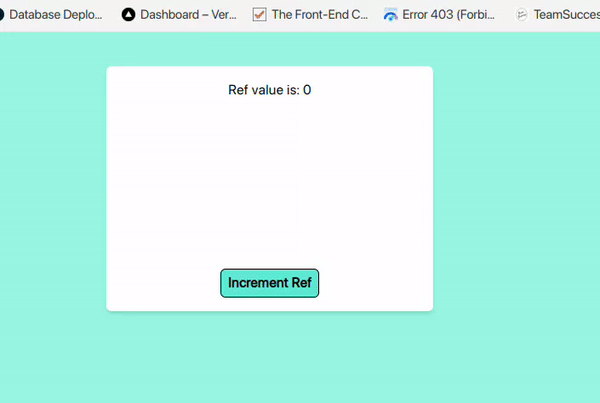 Database Deplo... Dashboard – Ver... The Front-End C... Error 403 (Forbi... TeamSucces
Ref value is: 0
Increment Ref